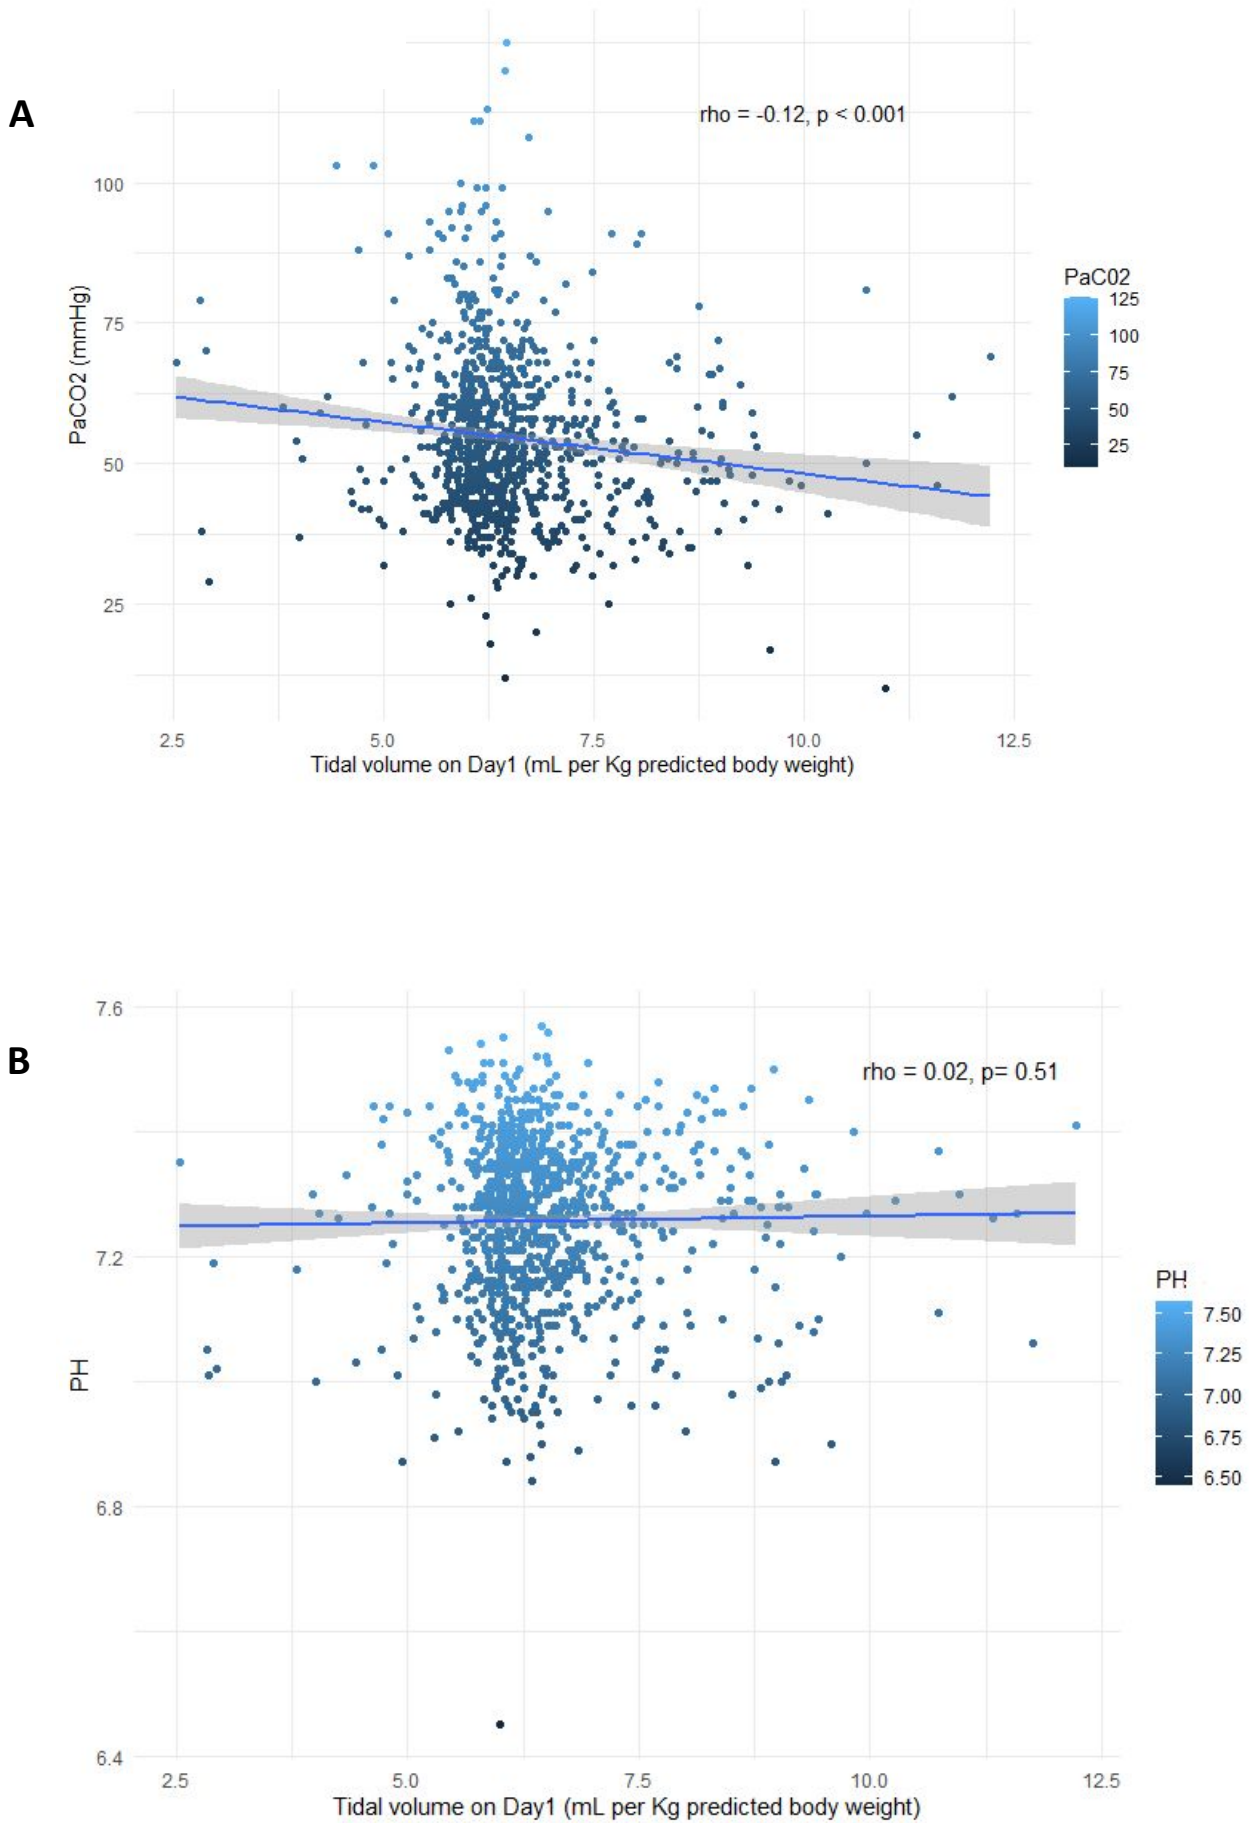 A
rho = -0.12, p < 0.001
PaCO2 (mmHg)
100
75
50
25
2.5 5.0 7.5 10.0 12.5
Tidal volume on Day1 (mL per Kg predicted body weight)
PaC02
125
100
75
50
25
B
rho = 0.02, p= 0.51
PH
7.6
7.2
6.8
6.4
2.5 5.0 7.5 10.0 12.5
Tidal volume on Day1 (mL per Kg predicted body weight)
PH
7.50
7.25
7.00
6.75
6.50